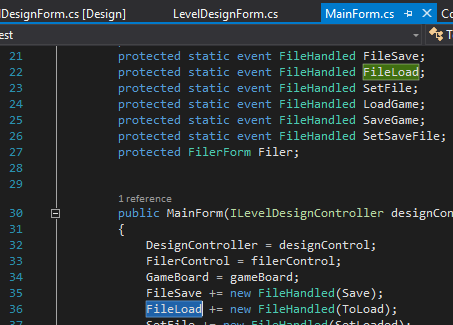 DesignForm.cs [Design] LevelDesignForm.cs MainForm.cs
est
21 protected static event FileHandled FileSave;
22 protected static event FileHandled FileLoad;
23 protected static event FileHandled SetFile;
24 protected static event FileHandled LoadGame;
25 protected static event FileHandled SaveGame;
26 protected static event FileHandled SetSaveFile;
27 protected FilerForm Filer;
28
29
1 reference
30 public MainForm(ILevelDesignController designCon
31 {
32 DesignController = designControl;
33 FilerControl = filerControl;
34 GameBoard = gameBoard;
35 FileSave += new FileHandled(Save);
36 FileLoad += new FileHandled(ToLoad);
SetFile += new FileHandled(SetLoaded);